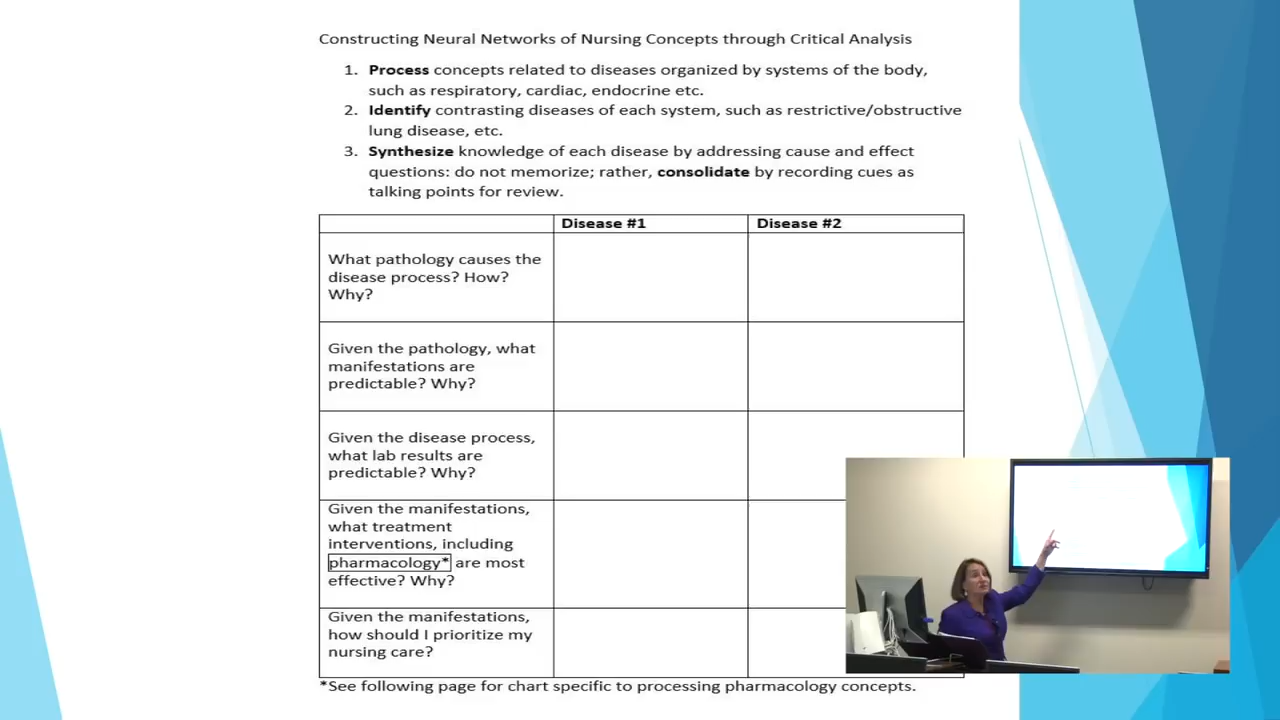 Constructing Neural Networks of Nursing Concepts through Critical Analysis
1. Process concepts related to diseases organized by systems of the body,
such as respiratory, cardiac, endocrine etc.
2. Identify contrasting diseases of each system, such as restrictive/obstructive
lung disease, etc.
3. Synthesize knowledge of each disease by addressing cause and effect
questions: do not memorize; rather, consolidate by recording cues as
talking points for review.
Disease #1
Disease #2
What pathology causes the
disease process? How?
Why?
Given the pathology, what
manifestations are
predictable? Why?
Given the disease process,
what lab results are
predictable? Why?
Given the manifestations,
what treatment
interventions, including
pharmacology* are most
effective? Why?
Given the manifestations,
how should I prioritize my
nursing care?
*See following page for chart specific to processing pharmacology concepts.